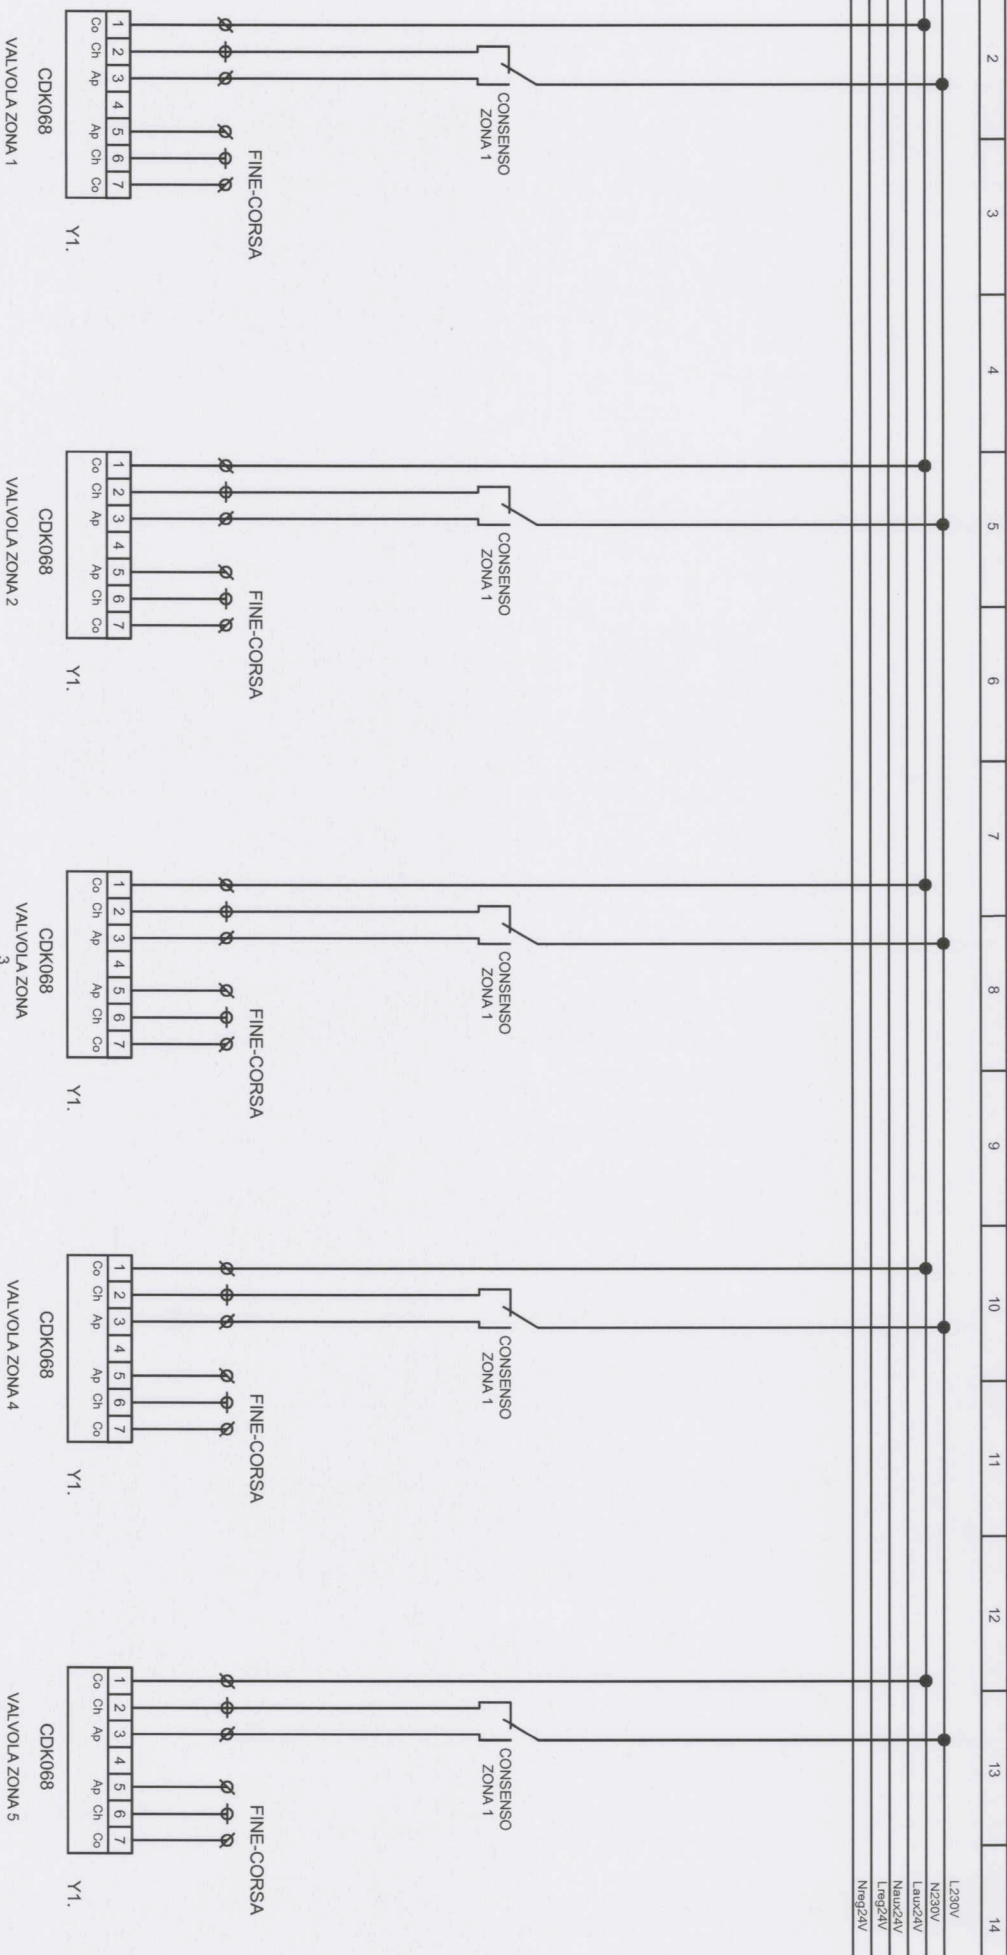 2 3 4 5 6 7 8 9 10 11 12 13 14
L230V
N230V
Laux24V
Naux24V
Lreg24V
Nreg24V
CONSENSO
ZONA 1
FINE-CORSA
1 2 3 4 5 6 7
Co Ch Ap Ap Ch Co
Y1.
CDK068
VALVOLA ZONA 1
CONSENSO
ZONA 1
FINE-CORSA
1 2 3 4 5 6 7
Co Ch Ap Ap Ch Co
Y1.
CDK068
VALVOLA ZONA 2
CONSENSO
ZONA 1
FINE-CORSA
1 2 3 4 5 6 7
Co Ch Ap Ap Ch Co
Y1.
CDK068
VALVOLA ZONA
3
CONSENSO
ZONA 1
FINE-CORSA
1 2 3 4 5 6 7
Co Ch Ap Ap Ch Co
Y1.
CDK068
VALVOLA ZONA 4
CONSENSO
ZONA 1
FINE-CORSA
1 2 3 4 5 6 7
Co Ch Ap Ap Ch Co
Y1.
CDK068
VALVOLA ZONA 5